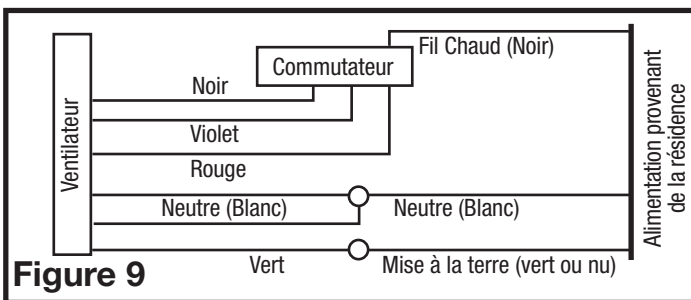 Fil Chaud (Noir)
Commutateur
Noir
Violet
Rouge
Ventilateur
Neutre (Blanc)
Neutre (Blanc)
Vert
Mise à la terre (vert ou nu)
Alimentation provenant
de la résidence
Figure 9